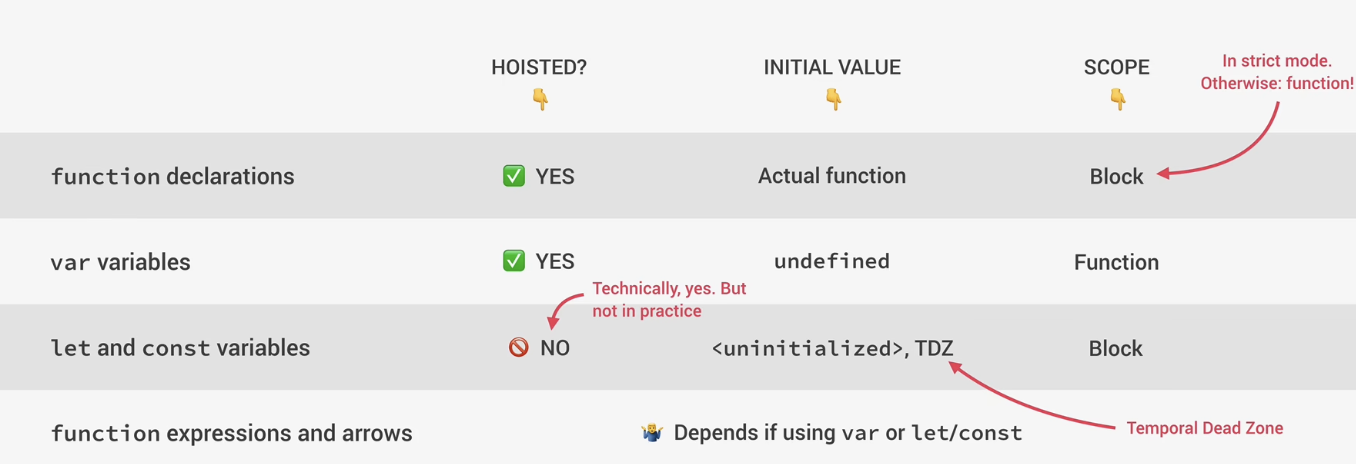 HOISTED?
INITIAL VALUE
SCOPE
In strict mode.
Otherwise: function!
function declarations
YES
Actual function
Block
var variables
YES
undefined
Function
Technically, yes. But
not in practice
let and const variables
NO
<uninitialized>, TDZ
Block
function expressions and arrows
Depends if using var or let/const
Temporal Dead Zone